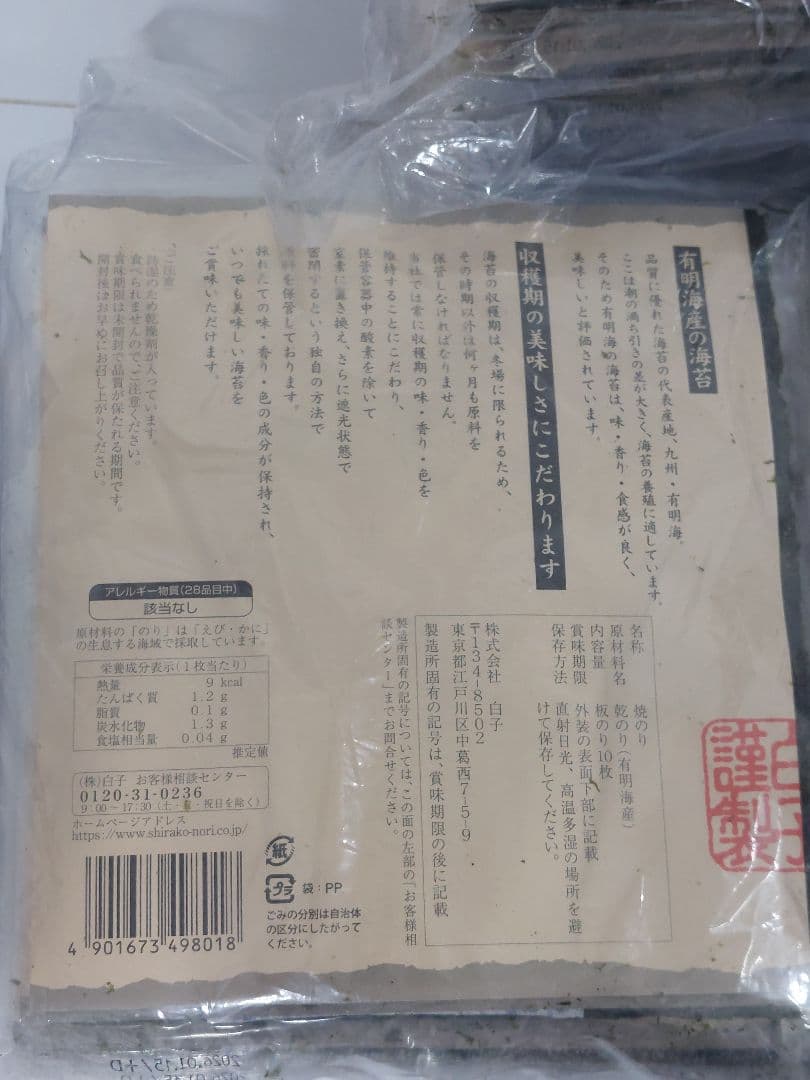 有明海産の海苔
品質に優れた海苔の代表産地、九州・有明海。
ここは潮の満ち引きの差が大きく、海苔の養殖に適しています。
そのため有明海の海苔は、味・香り・食感が良く、
美味しいと評価されています。
収穫期の美味しさにこだわります
海苔の収穫期は、冬場に限られるため、
その時期以外は何ヶ月も原料を
保管しなければなりません。
当社では常に収穫期の味・香り・色を
維持することにこだわり、
保管容器中の酸素を除いて
窒素に置き換え、さらに遮光状態で
密閉するという独自の方法で
原料を保管しております。
採れたての味・香り・色の成分が保持され、
いつでも美味しい海苔を
ご賞味いただけます。
ご注意
防湿のため乾燥剤が入っています。
食べられませんので、ご注意ください。
賞味期限は未開封で品質が保たれる期間です。
開封後はお早めにお召し上がりください。
名称 焼のり
原材料名 乾のり(有明海産)
内容量 板のり10枚
賞味期限 外装の表面下部に記載
保存方法 直射日光、高温多湿の場所を避
けて保存してください。
株式会社 白子
〒134-8502
東京都江戸川区中葛西7-5-9
製造所固有の記号は、賞味期限の後に記載
製造所固有の記号については、この面の左部の「お客様相
談センター」までお問合せください。
アレルギー物質(28品目中)
該当なし
原材料の「のり」は「えび・かに」
の生息する海域で採取しています。
栄養成分表示(1枚当たり)
熱量 9 kcal
たんぱく質 1.2 g
脂質 0.1 g
炭水化物 1.3 g
食塩相当量 0.04 g
推定値
(株)白子 お客様相談センター
0120-31-0236
9:00~17:30(土・日・祝日を除く)
ホームページアドレス
https://www.shirako-nori.co.jp/
4 901673 498018
紙
プラ
袋:PP
ごみの分別は自治体
の区分にしたがって
ください。
白子
謹製
2026.01.15/+D